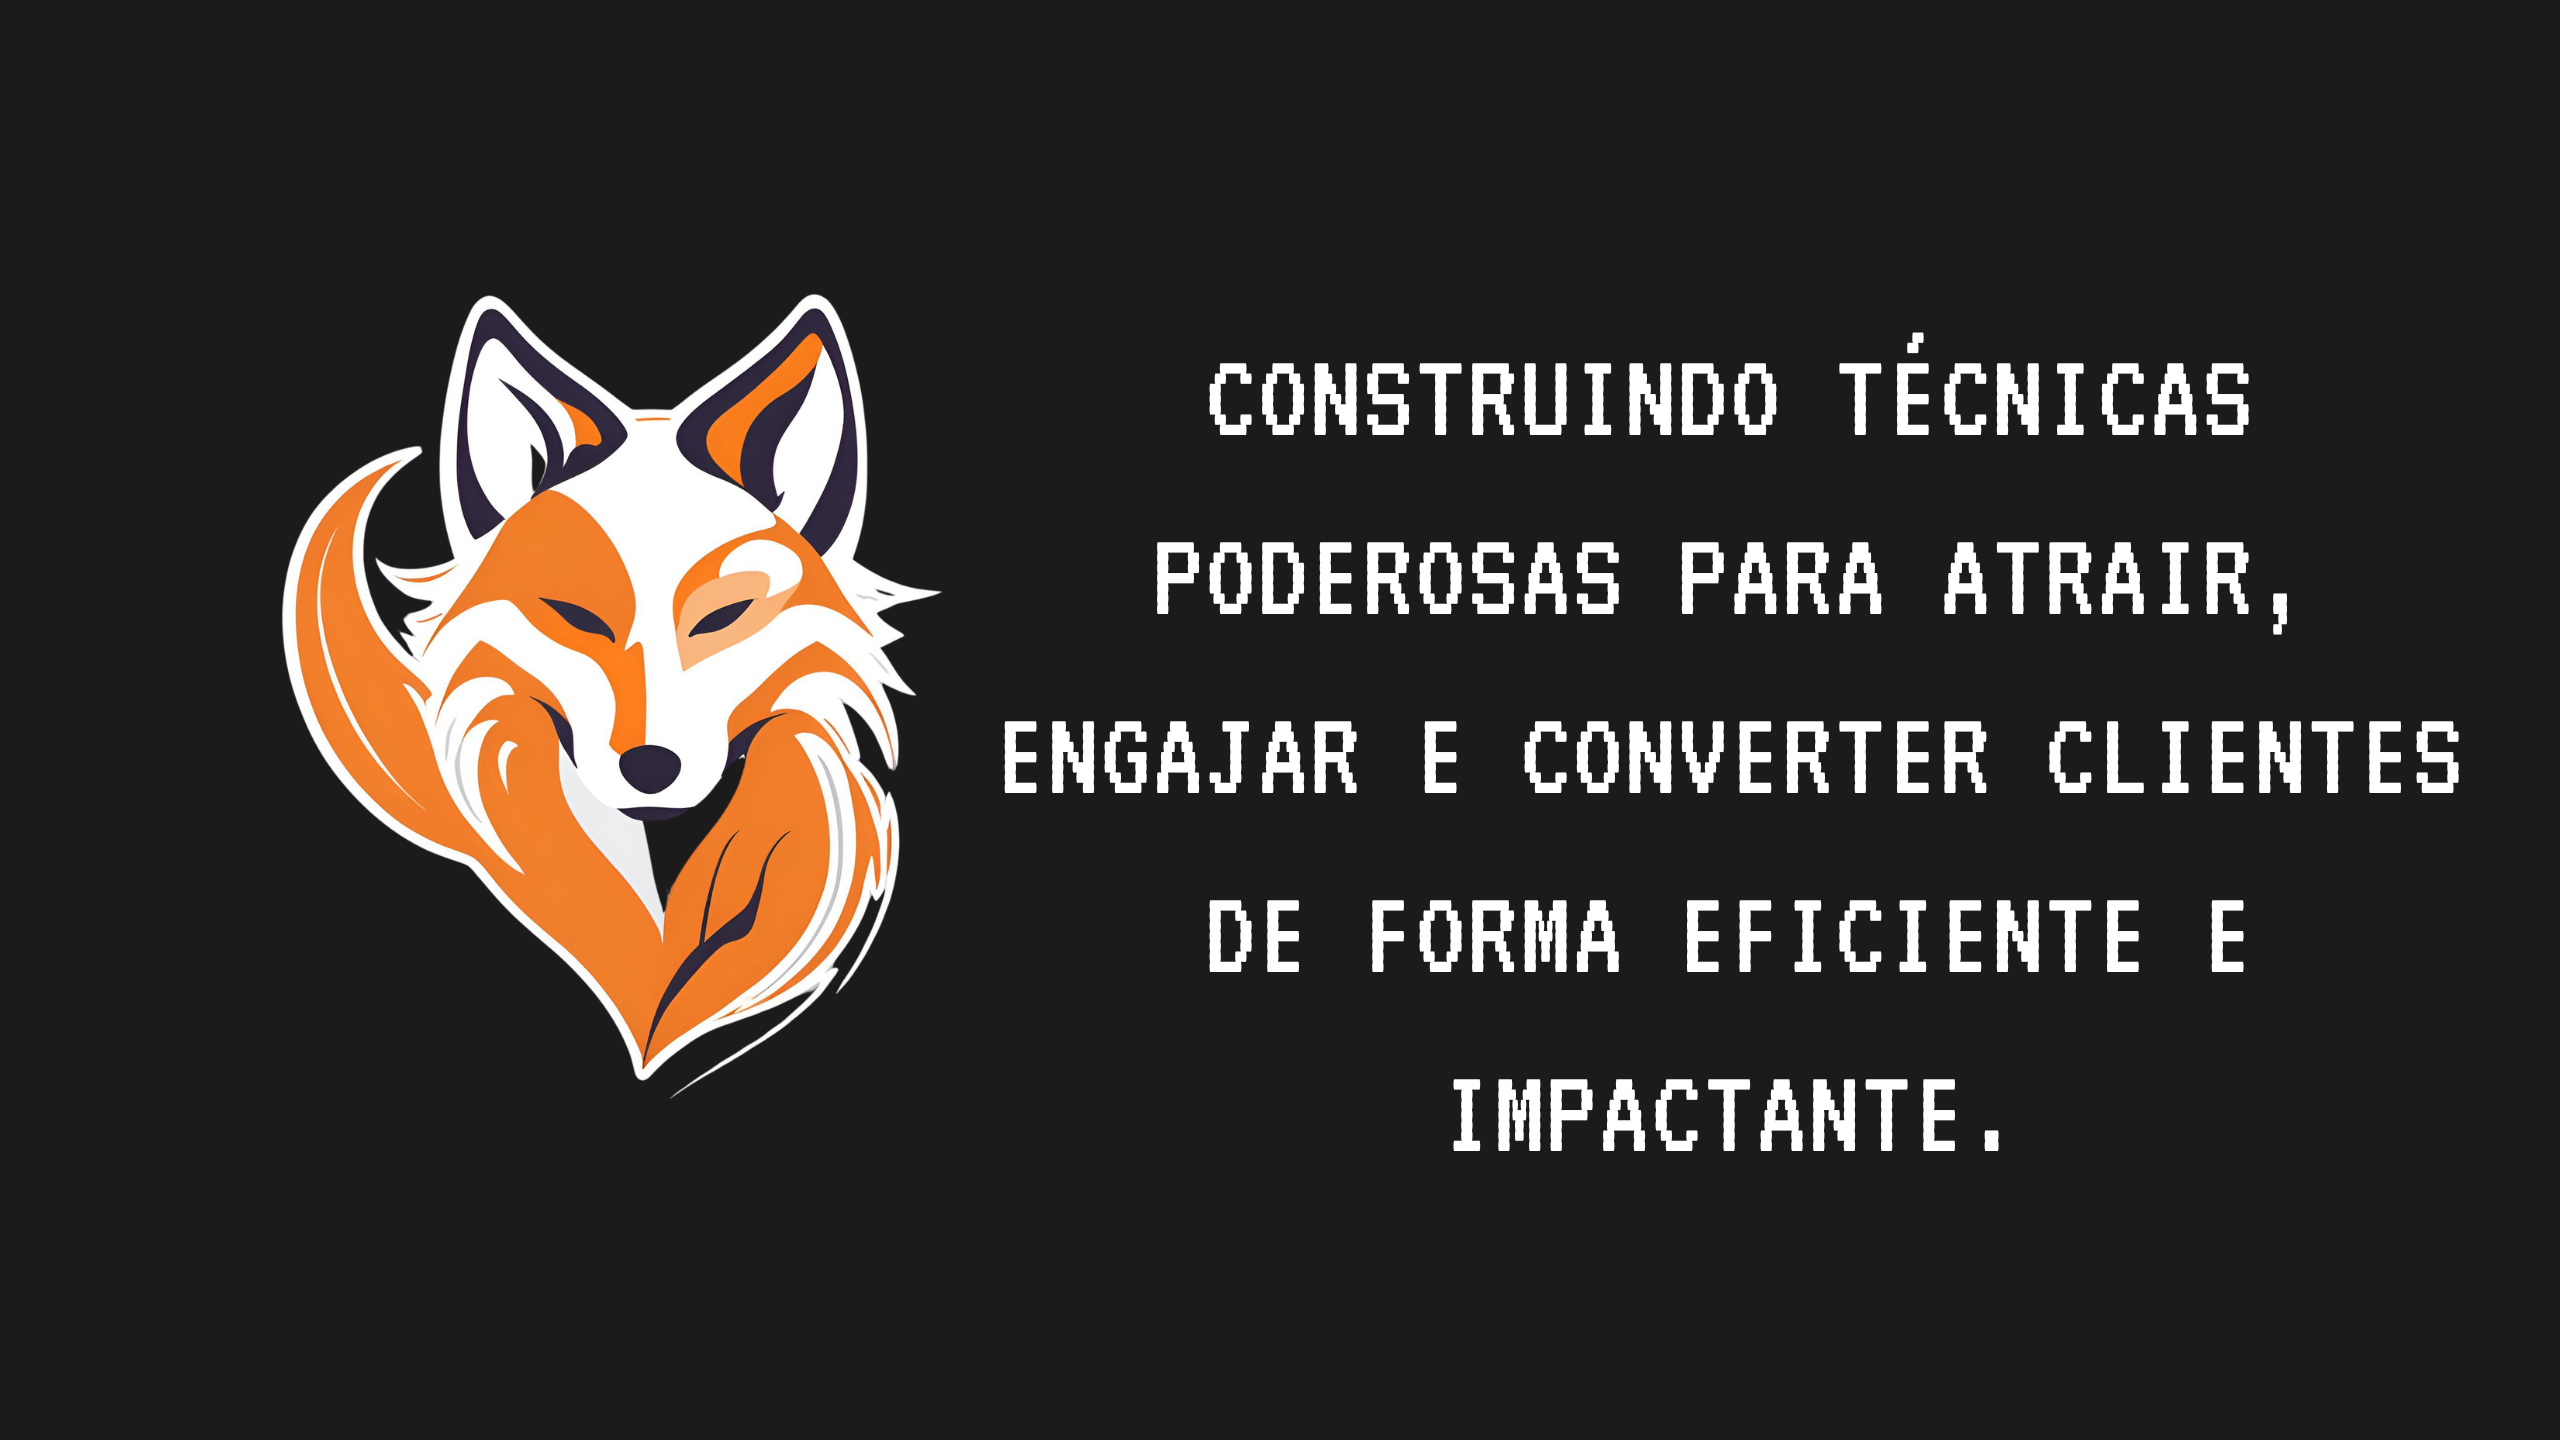 CONSTRUINDO TÉCNICAS
PODEROSAS PARA ATRAIR,
ENGAJAR E CONVERTER CLIENTES
DE FORMA EFICIENTE E
IMPACTANTE.